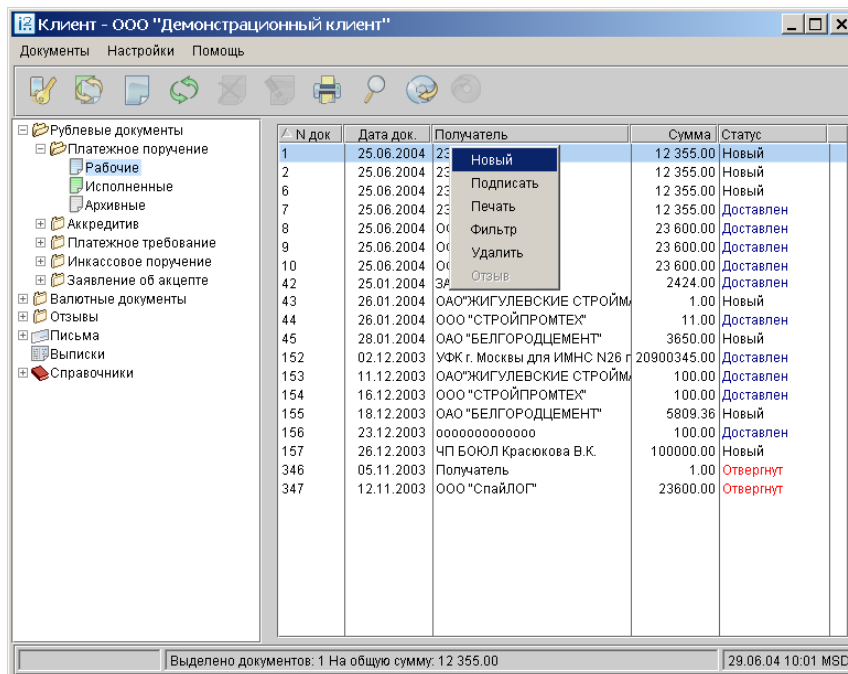 Клиент - ООО "Демонстрационный клиент"
Документы Настройки Помощь
Рублевые документы
Платежное поручение
Рабочие
Исполненные
Архивные
Аккредитив
Платежное требование
Инкассовое поручение
Заявление об акцепте
Валютные документы
Отзывы
Письма
Выписки
Справочники
N док Дата док. Получатель Сумма Статус
1 25.06.2004 23 12 355.00 Новый
2 25.06.2004 23 12 355.00 Новый
6 25.06.2004 23 12 355.00 Новый
7 25.06.2004 23 12 355.00 Доставлен
8 25.06.2004 23 600.00 Доставлен
9 25.06.2004 23 600.00 Доставлен
10 25.06.2004 23 600.00 Доставлен
42 25.01.2004 2424.00 Доставлен
43 26.01.2004 ОАО"ЖИГУЛЕВСКИЕ 1.00 Новый
44 26.01.2004 ООО "СТРОЙПРОМТЕХ" 11.00 Доставлен
45 28.01.2004 ОАО "БЕЛГОРОДЦЕМЕНТ" 3650.00 Новый
152 02.12.2003 УФК г. Москвы для ИМНС N26 г 20900345.00 Доставлен
153 11.12.2003 ОАО"ЖИГУЛЕВСКИЕ 100.00 Доставлен
154 16.12.2003 ООО "СТРОЙПРОМТЕХ" 100.00 Доставлен
155 18.12.2003 ОАО "БЕЛГОРОДЦЕМЕНТ" 5809.36 Новый
156 23.12.2003 ооооооооооооо 100.00 Доставлен
157 26.12.2003 ЧП БОЮЛ Красюкова В.К. 100000.00 Новый
346 05.11.2003 Получатель 1.00 Отвергнут
347 12.11.2003 ООО "СпайЛОГ" 23600.00 Отвергнут
Новый
Подписать
Печать
Фильтр
Удалить
Отзыв
Выделено документов: 1 На общую сумму: 12 355.00
29.06.04 10:01 MSD